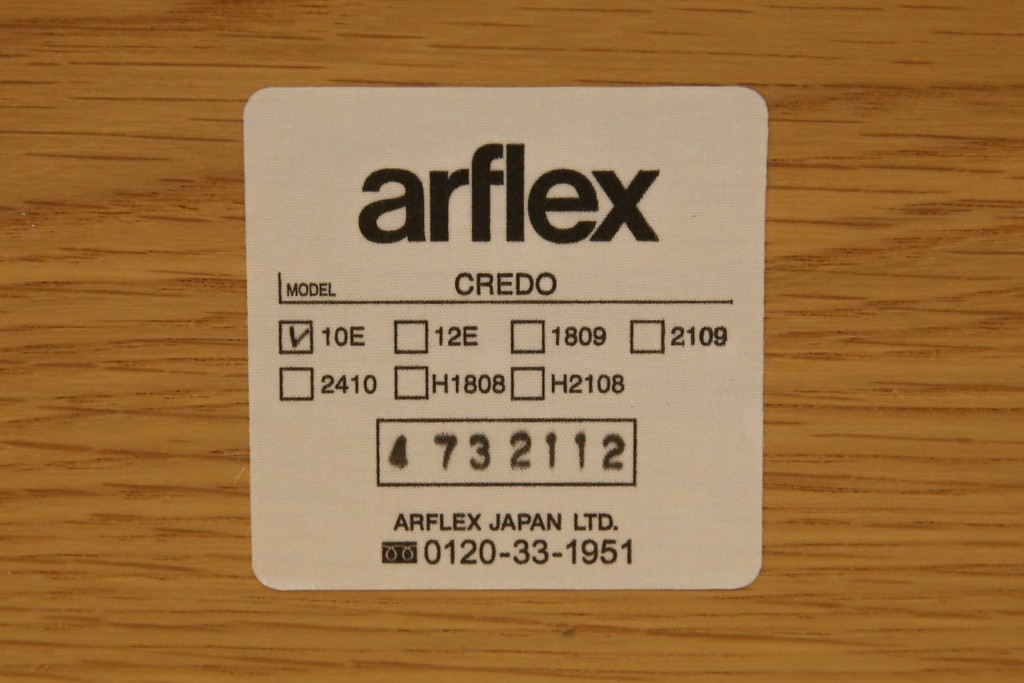 arflex
MODEL CREDO
10E 12E 1809 2109
2410 H1808 H2108
4 732112
ARFLEX JAPAN LTD.
0120-33-1951